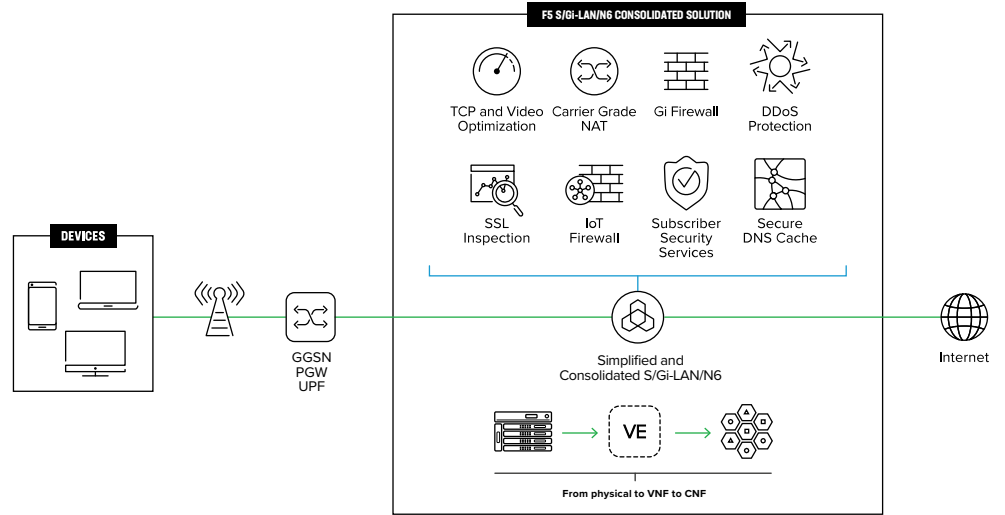 F5 S/Gi-LAN/N6 CONSOLIDATED SOLUTION
TCP and Video
Optimization
Carrier Grade
NAT
Gi Firewall
DDoS
Protection
SSL
Inspection
IoT
Firewall
Subscriber
Security
Services
Secure
DNS Cache
DEVICES
GGSN
PGW
UPF
Simplified and
Consolidated S/Gi-LAN/N6
Internet
VE
From physical to VNF to CNF